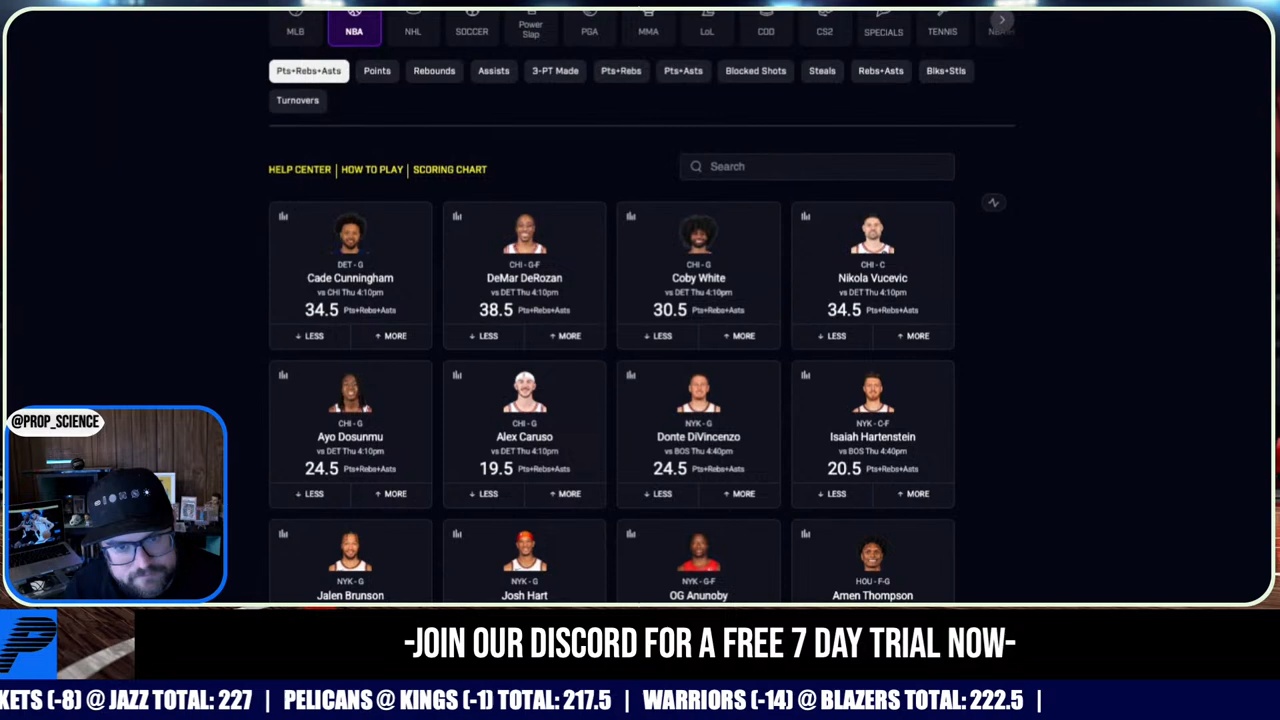 MLB NBA NHL SOCCER Power Slap PGA MMA LoL COD CS2 SPECIALS TENNIS
Pts+Rebs+Asts Points Rebounds Assists 3-PT Made Pts+Rebs Pts+Asts Blocked Shots Steals Rebs+Asts Blks+Stls
Turnovers
HELP CENTER | HOW TO PLAY | SCORING CHART
Search
DET - G CHI - G-F CHI - G CHI - C
Cade Cunningham DeMar DeRozan Coby White Nikola Vucevic
vs CHI Thu 4:10pm vs DET Thu 4:10pm vs DET Thu 4:10pm vs DET Thu 4:10pm
34.5 Pts+Rebs+Asts 38.5 Pts+Rebs+Asts 30.5 Pts+Rebs+Asts 34.5 Pts+Rebs+Asts
↓ LESS ↑ MORE ↓ LESS ↑ MORE ↓ LESS ↑ MORE ↓ LESS ↑ MORE
CHI - G CHI - G NYK - G NYK - C-F
Ayo Dosunmu Alex Caruso Donte DiVincenzo Isaiah Hartenstein
vs DET Thu 4:10pm vs DET Thu 4:10pm vs BOS Thu 4:40pm vs BOS Thu 4:40pm
24.5 Pts+Rebs+Asts 19.5 Pts+Rebs+Asts 24.5 Pts+Rebs+Asts 20.5 Pts+Rebs+Asts
↓ LESS ↑ MORE ↓ LESS ↑ MORE ↓ LESS ↑ MORE ↓ LESS ↑ MORE
NYK - G NYK - G NYK - G-F HOU - F-G
Jalen Brunson Josh Hart OG Anunoby Amen Thompson
@PROP_SCIENCE
-JOIN OUR DISCORD FOR A FREE 7 DAY TRIAL NOW-
KETS (-8) @ JAZZ TOTAL: 227 | PELICANS @ KINGS (-1) TOTAL: 217.5 | WARRIORS (-14) @ BLAZERS TOTAL: 222.5 |